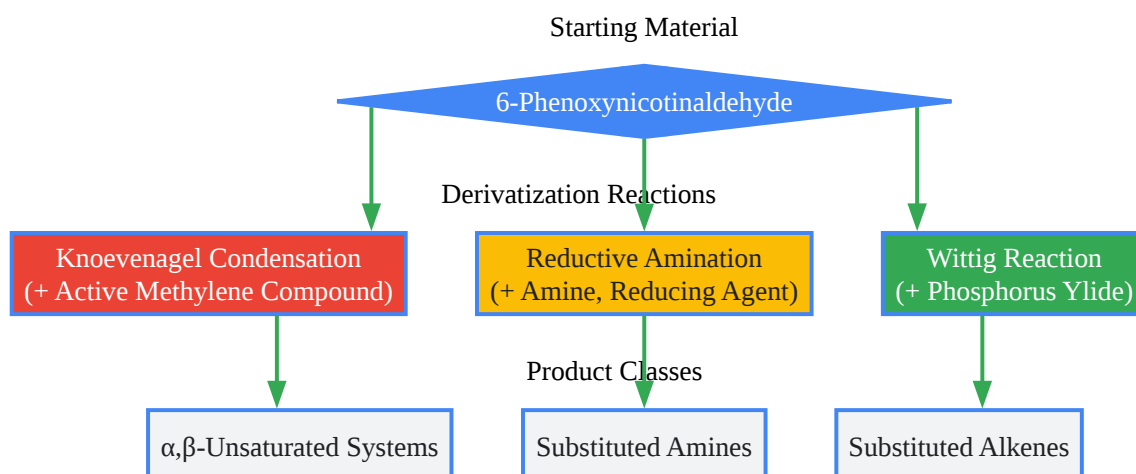 Starting Material
6-Phenoxynicotinaldehyde
Derivatization Reactions
Knoevenagel Condensation
(+ Active Methylene Compound)
Reductive Amination
(+ Amine, Reducing Agent)
Wittig Reaction
(+ Phosphorus Ylide)
Product Classes
α,β-Unsaturated Systems
Substituted Amines
Substituted Alkenes